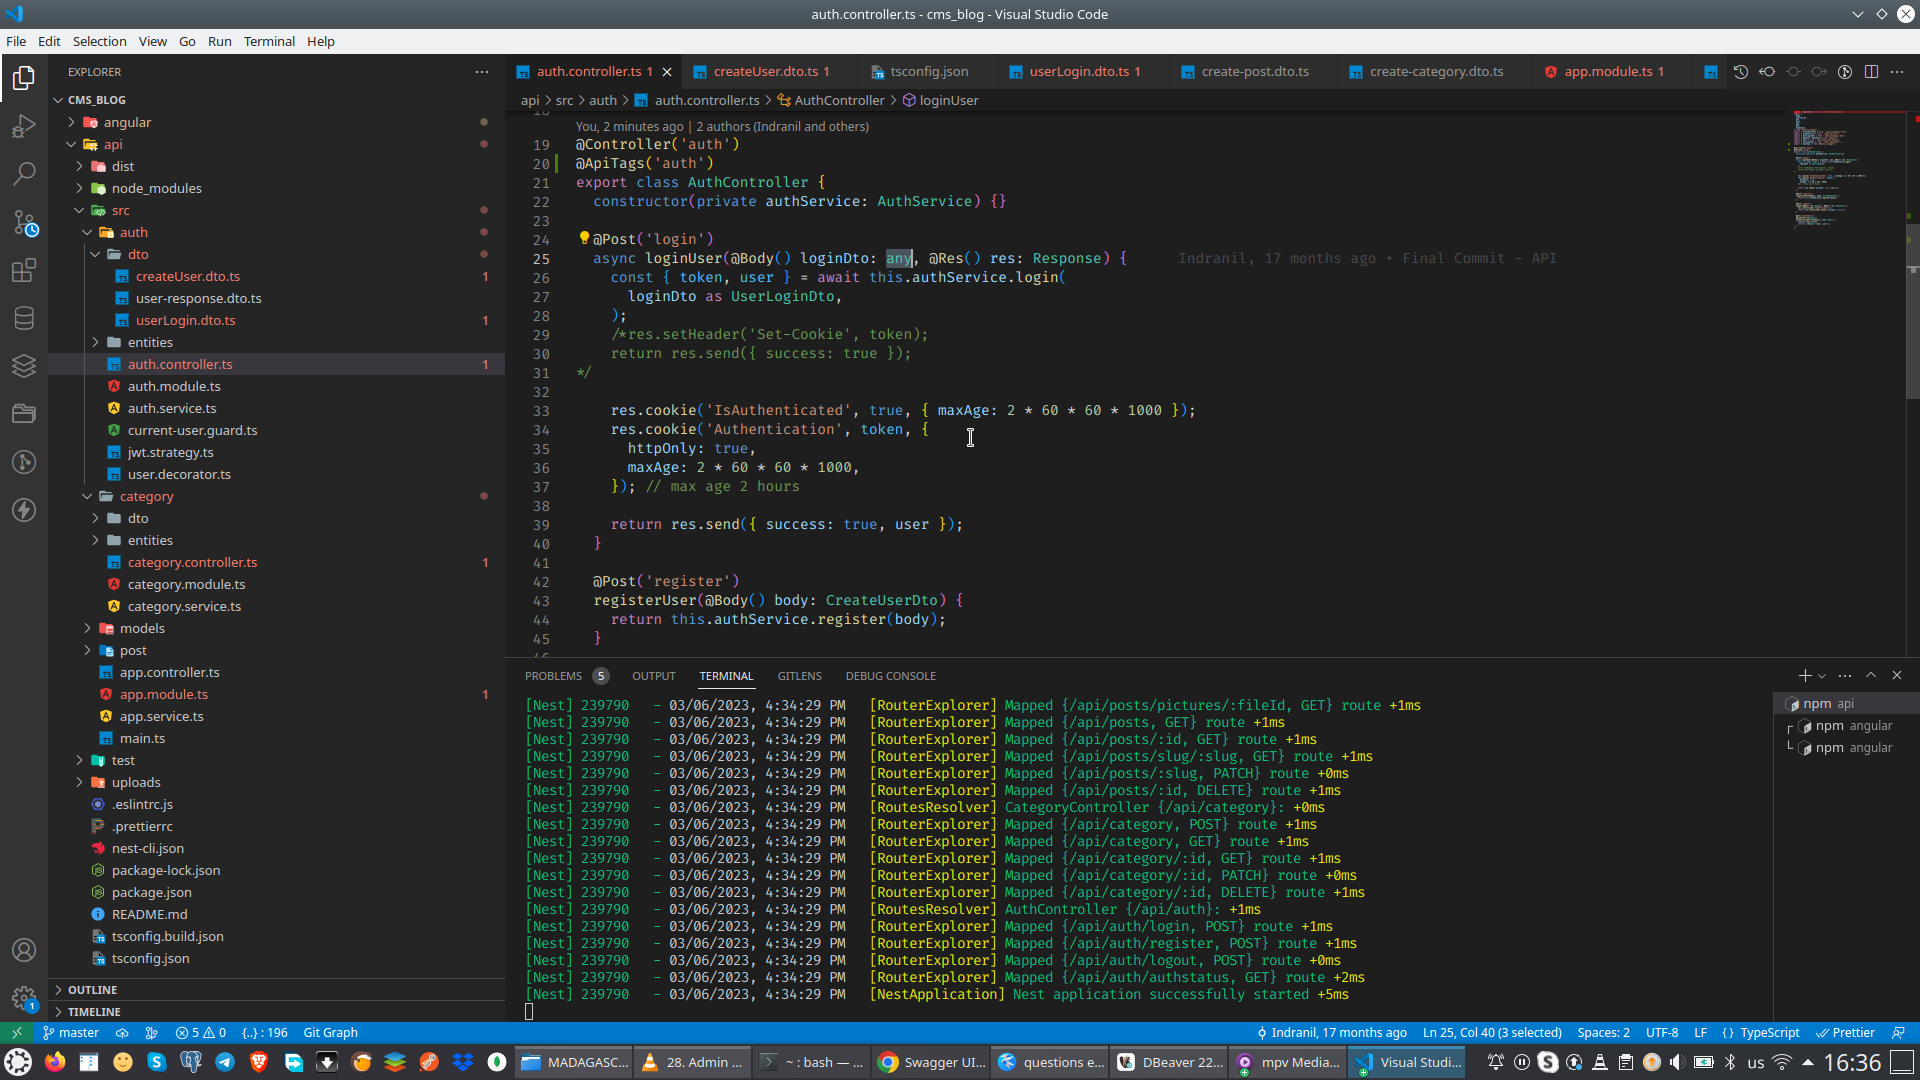 auth.controller.ts - cms_blog - Visual Studio Code
File Edit Selection View Go Run Terminal Help
EXPLORER
CMS_BLOG
angular
api
dist
node_modules
src
auth
dto
createUser.dto.ts 1
user-response.dto.ts
userLogin.dto.ts 1
entities
auth.controller.ts 1
auth.module.ts
auth.service.ts
current-user.guard.ts
jwt.strategy.ts
user.decorator.ts
category
dto
entities
category.controller.ts 1
category.module.ts
category.service.ts
models
post
app.controller.ts
app.module.ts 1
app.service.ts
main.ts
test
uploads
.eslintrc.js
.prettierrc
nest-cli.json
package-lock.json
package.json
README.md
tsconfig.build.json
tsconfig.json
OUTLINE
TIMELINE
auth.controller.ts 1 createUser.dto.ts 1 tsconfig.json userLogin.dto.ts 1 create-post.dto.ts create-category.dto.ts app.module.ts 1
api > src > auth > auth.controller.ts > AuthController > loginUser
You, 2 minutes ago | 2 authors (Indranil and others)
19 @Controller('auth')
20 @ApiTags('auth')
21 export class AuthController {
22 constructor(private authService: AuthService) {}
23
24 @Post('login')
25 async loginUser(@Body() loginDto: any, @Res() res: Response) { Indranil, 17 months ago • Final Commit - API
26 const { token, user } = await this.authService.login(
27 loginDto as UserLoginDto,
28 );
29 /*res.setHeader('Set-Cookie', token);
30 return res.send({ success: true });
31 */
32
33 res.cookie('IsAuthenticated', true, { maxAge: 2 * 60 * 60 * 1000 });
34 res.cookie('Authentication', token, {
35 httpOnly: true,
36 maxAge: 2 * 60 * 60 * 1000,
37 }); // max age 2 hours
38
39 return res.send({ success: true, user });
40 }
41
42 @Post('register')
43 registerUser(@Body() body: CreateUserDto) {
44 return this.authService.register(body);
45 }
PROBLEMS 5 OUTPUT TERMINAL GITLENS DEBUG CONSOLE
[Nest] 239790 - 03/06/2023, 4:34:29 PM [RouterExplorer] Mapped {/api/posts/pictures/:fileId, GET} route +1ms
[Nest] 239790 - 03/06/2023, 4:34:29 PM [RouterExplorer] Mapped {/api/posts, GET} route +1ms
[Nest] 239790 - 03/06/2023, 4:34:29 PM [RouterExplorer] Mapped {/api/posts/:id, GET} route +1ms
[Nest] 239790 - 03/06/2023, 4:34:29 PM [RouterExplorer] Mapped {/api/posts/slug/:slug, GET} route +1ms
[Nest] 239790 - 03/06/2023, 4:34:29 PM [RouterExplorer] Mapped {/api/posts/:slug, PATCH} route +0ms
[Nest] 239790 - 03/06/2023, 4:34:29 PM [RouterExplorer] Mapped {/api/posts/:id, DELETE} route +1ms
[Nest] 239790 - 03/06/2023, 4:34:29 PM [RoutesResolver] CategoryController {/api/category}: +0ms
[Nest] 239790 - 03/06/2023, 4:34:29 PM [RouterExplorer] Mapped {/api/category, POST} route +1ms
[Nest] 239790 - 03/06/2023, 4:34:29 PM [RouterExplorer] Mapped {/api/category, GET} route +1ms
[Nest] 239790 - 03/06/2023, 4:34:29 PM [RouterExplorer] Mapped {/api/category/:id, GET} route +1ms
[Nest] 239790 - 03/06/2023, 4:34:29 PM [RouterExplorer] Mapped {/api/category/:id, PATCH} route +0ms
[Nest] 239790 - 03/06/2023, 4:34:29 PM [RouterExplorer] Mapped {/api/category/:id, DELETE} route +1ms
[Nest] 239790 - 03/06/2023, 4:34:29 PM [RoutesResolver] AuthController {/api/auth}: +1ms
[Nest] 239790 - 03/06/2023, 4:34:29 PM [RouterExplorer] Mapped {/api/auth/login, POST} route +1ms
[Nest] 239790 - 03/06/2023, 4:34:29 PM [RouterExplorer] Mapped {/api/auth/register, POST} route +1ms
[Nest] 239790 - 03/06/2023, 4:34:29 PM [RouterExplorer] Mapped {/api/auth/logout, POST} route +0ms
[Nest] 239790 - 03/06/2023, 4:34:29 PM [RouterExplorer] Mapped {/api/auth/authstatus, GET} route +2ms
[Nest] 239790 - 03/06/2023, 4:34:29 PM [NestApplication] Nest application successfully started +5ms
npm api
npm angular
npm angular
master 5 0 {..} : 196 Git Graph Indranil, 17 months ago Ln 25, Col 40 (3 selected) Spaces: 2 UTF-8 LF {} TypeScript Prettier
MADAGASC... 28. Admin ... ~ : bash — ... Swagger UI... questions e... DBeaver 22... mpv Media... Visual Studi... us 16:36